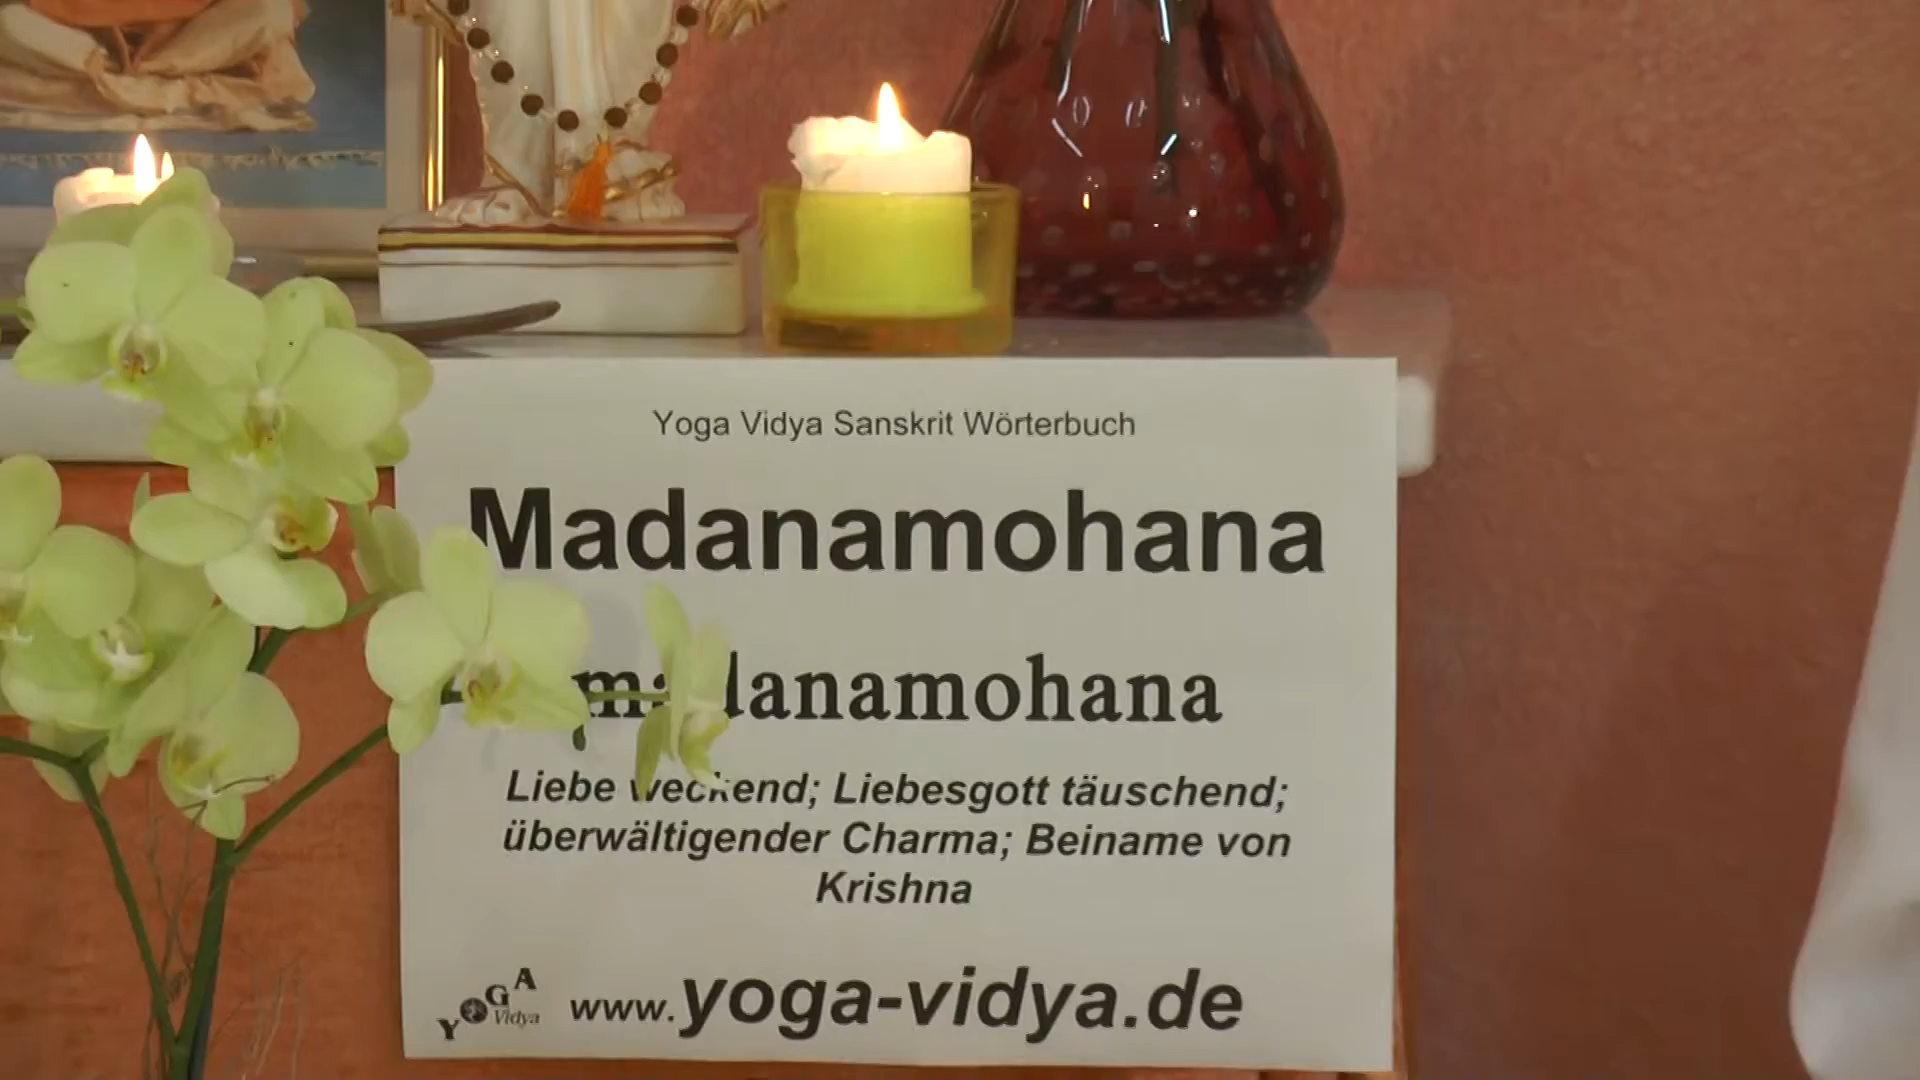 Yoga Vidya Sanskrit Wörterbuch
Madanamohana
madanamohana
Liebe weckend; Liebesgott täuschend;
überwältigender Charma; Beiname von
Krishna
YOGA Vidya www.yoga-vidya.de